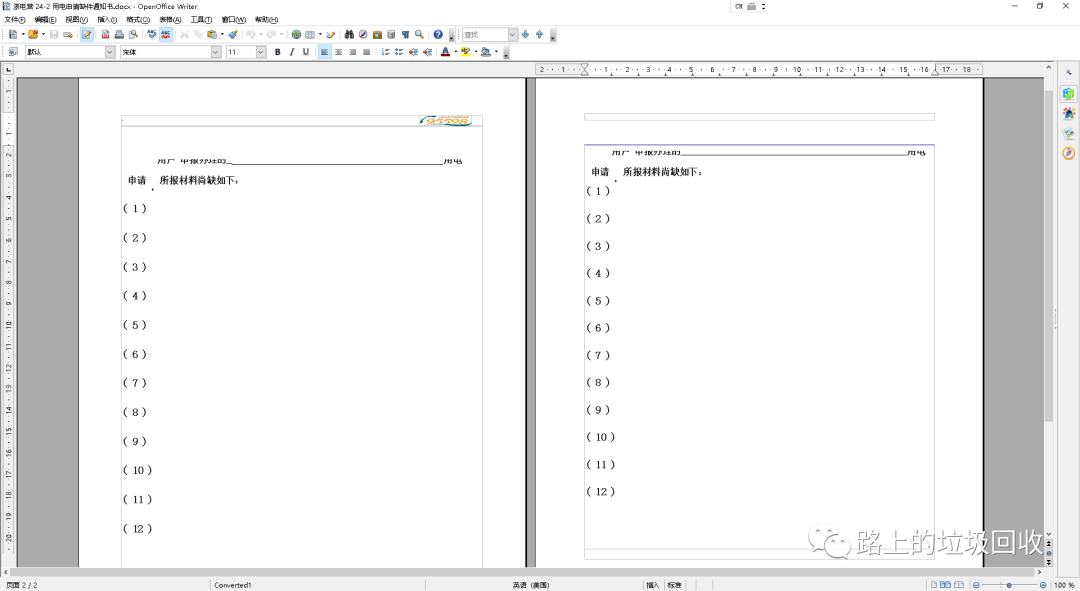 浙电营 24-2 用电申请缺件通知书.docx - OpenOffice Writer
CH
文件(F) 编辑(E) 视图(V) 插入(I) 格式(O) 表格(A) 工具(T) 窗口(W) 帮助(H)
查找
默认 宋体 11 B I U
2 1 1 2 3 4 5 6 7 8 9 10 11 12 13 14 15 16 17 18
95598
用户 申报办理的 用电
申请 , 所报材料尚缺如下:
( 1 )
( 2 )
( 3 )
( 4 )
( 5 )
( 6 )
( 7 )
( 8 )
( 9 )
( 10 )
( 11 )
( 12 )
用户 申报办理的 用电
申请 , 所报材料尚缺如下:
( 1 )
( 2 )
( 3 )
( 4 )
( 5 )
( 6 )
( 7 )
( 8 )
( 9 )
( 10 )
( 11 )
( 12 )
路上的垃圾回收
页面 2 / 2 Converted1 英语 (美国) 插入 标准 100 %